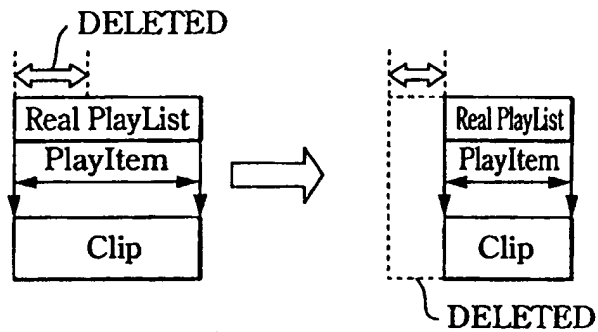 DELETED
Real PlayList
PlayItem
Clip
Real PlayList
PlayItem
Clip
DELETED